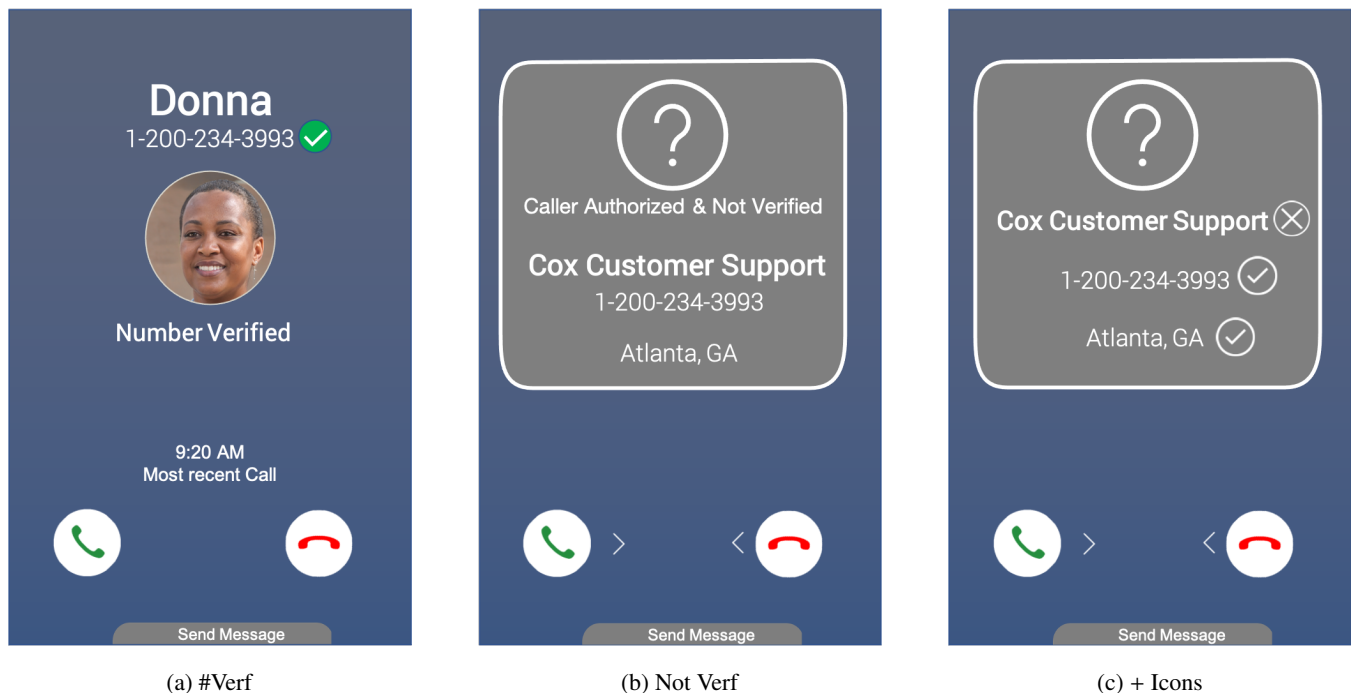 Donna
1-200-234-3993
Number Verified
9:20 AM
Most recent Call
Send Message
(a) #Verf
?
Caller Authorized & Not Verified
Cox Customer Support
1-200-234-3993
Atlanta, GA
Send Message
(b) Not Verf
?
Cox Customer Support
1-200-234-3993
Atlanta, GA
Send Message
(c) + Icons